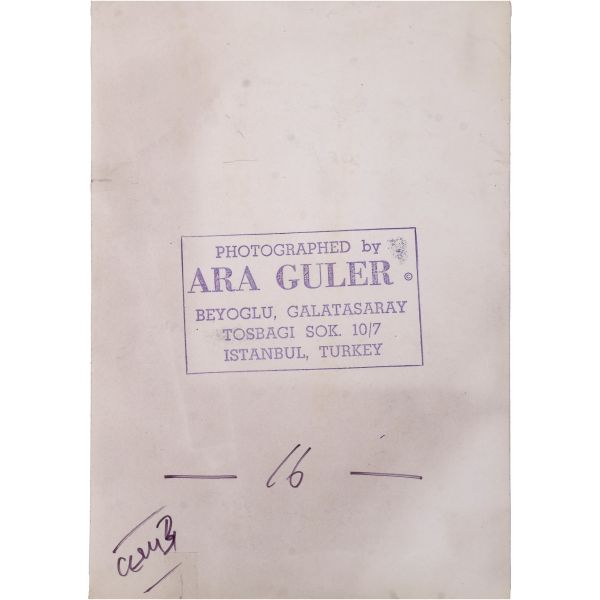 PHOTOGRAPHED by
ARA GULER ©
BEYOGLU, GALATASARAY
TOSBAGI SOK. 10/7
ISTANBUL, TURKEY
— 16 —